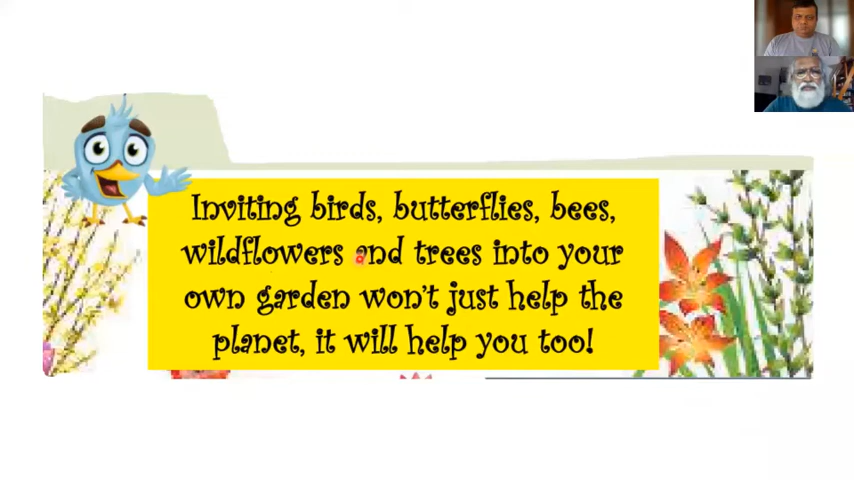 Inviting birds, butterflies, bees,
wildflowers and trees into your
own garden won't just help the
planet, it will help you too!